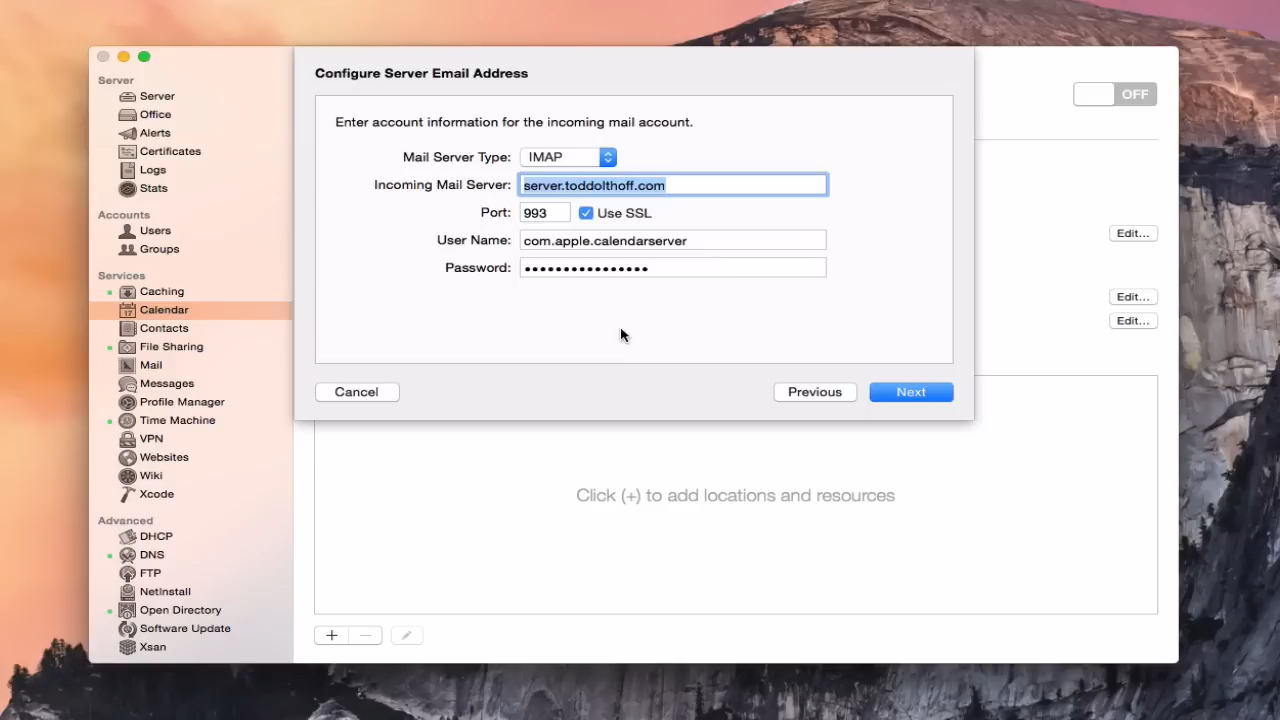 Server
Server
Office
Alerts
Certificates
Logs
Stats
Accounts
Users
Groups
Services
Caching
Calendar
Contacts
File Sharing
Mail
Messages
Profile Manager
Time Machine
VPN
Websites
Wiki
Xcode
Advanced
DHCP
DNS
FTP
NetInstall
Open Directory
Software Update
Xsan
Configure Server Email Address
Enter account information for the incoming mail account.
Mail Server Type: IMAP
Incoming Mail Server: server.toddolthoff.com
Port: 993 Use SSL
User Name: com.apple.calendarserver
Password: ••••••••••••••••
Cancel Previous Next
OFF
Edit...
Edit...
Edit...
Click (+) to add locations and resources
17